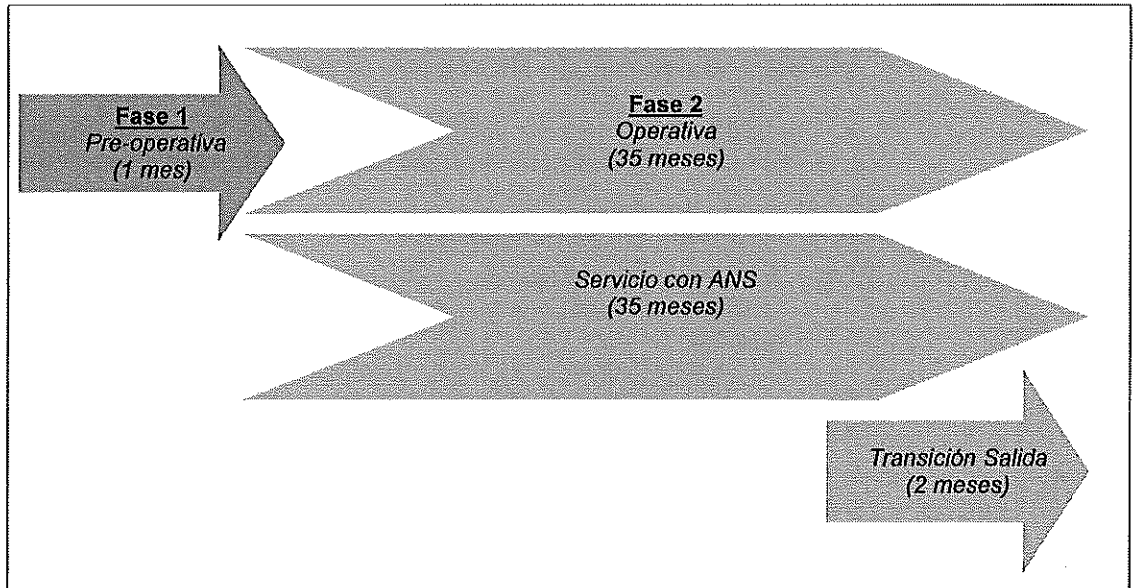 Fase 1
Pre-operativa
(1 mes)
Fase 2
Operativa
(35 meses)
Servicio con ANS
(35 meses)
Transición Salida
(2 meses)